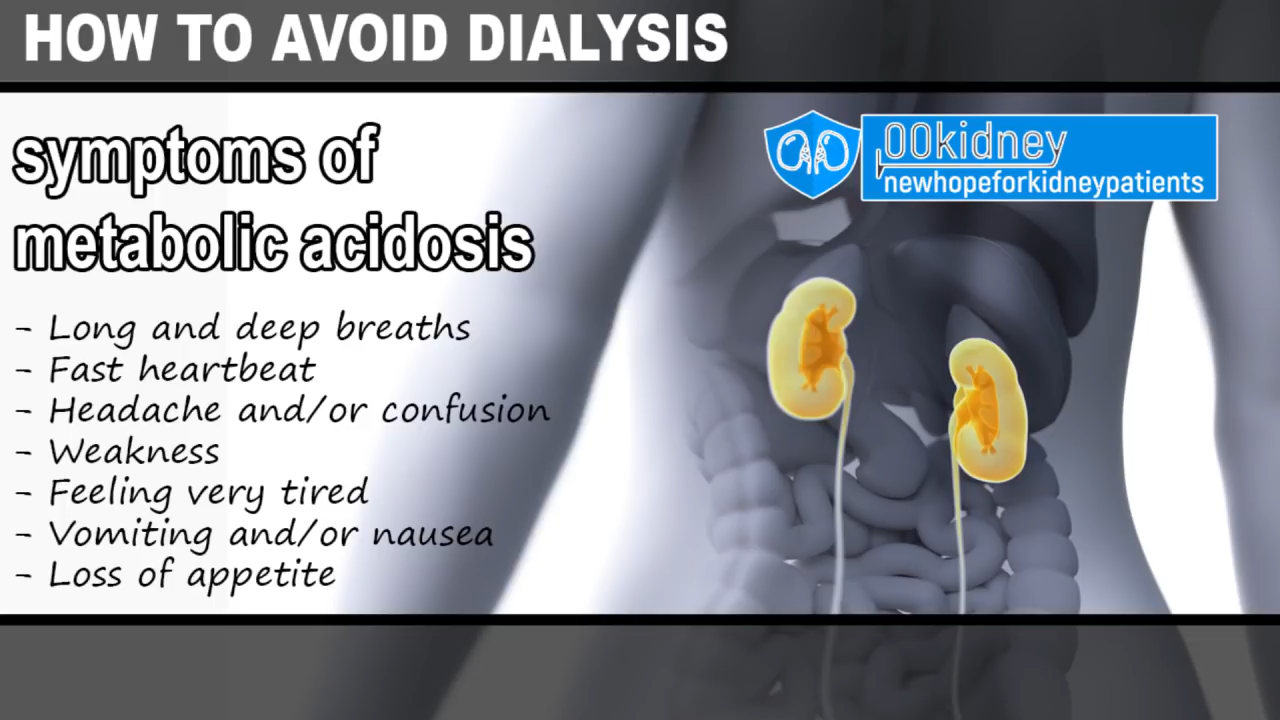 HOW TO AVOID DIALYSIS
symptoms of
metabolic acidosis
00kidney
newhopeforkidneypatients
- Long and deep breaths
- Fast heartbeat
- Headache and/or confusion
- Weakness
- Feeling very tired
- Vomiting and/or nausea
- Loss of appetite